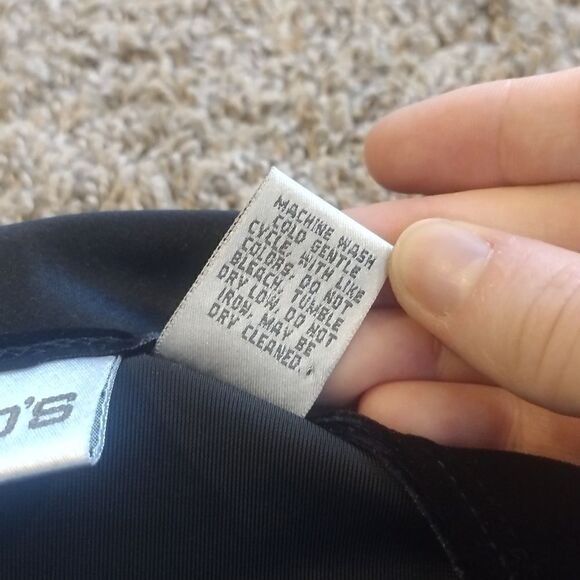 MACHINE WASH
COLD GENTLE
CYCLE, WITH LIKE
COLORS, DO NOT
BLEACH, TUMBLE
DRY LOW, DO NOT
IRON, MAY BE
DRY CLEANED.
O'S